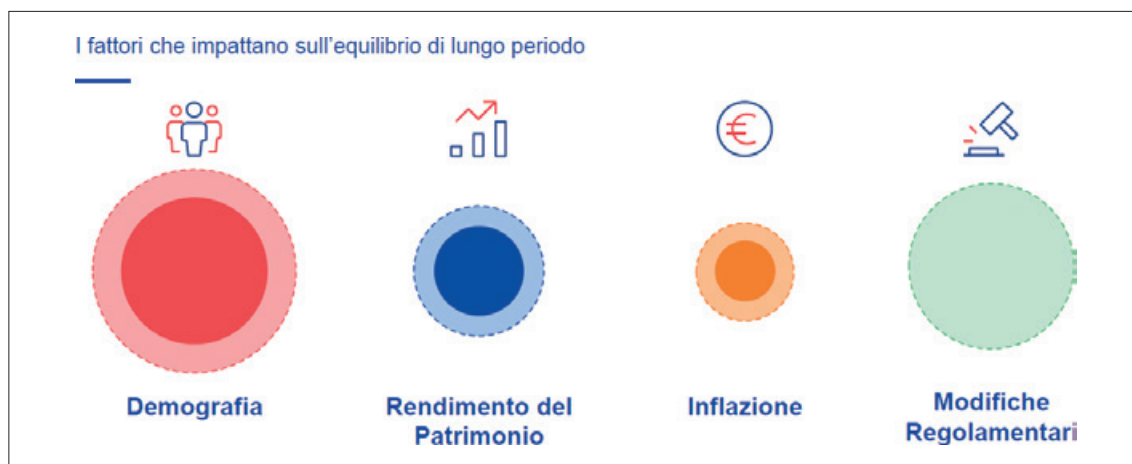 I fattori che impattano sull'equilibrio di lungo periodo
€
Demografia
Rendimento del
Patrimonio
Inflazione
Modifiche
Regolamentari